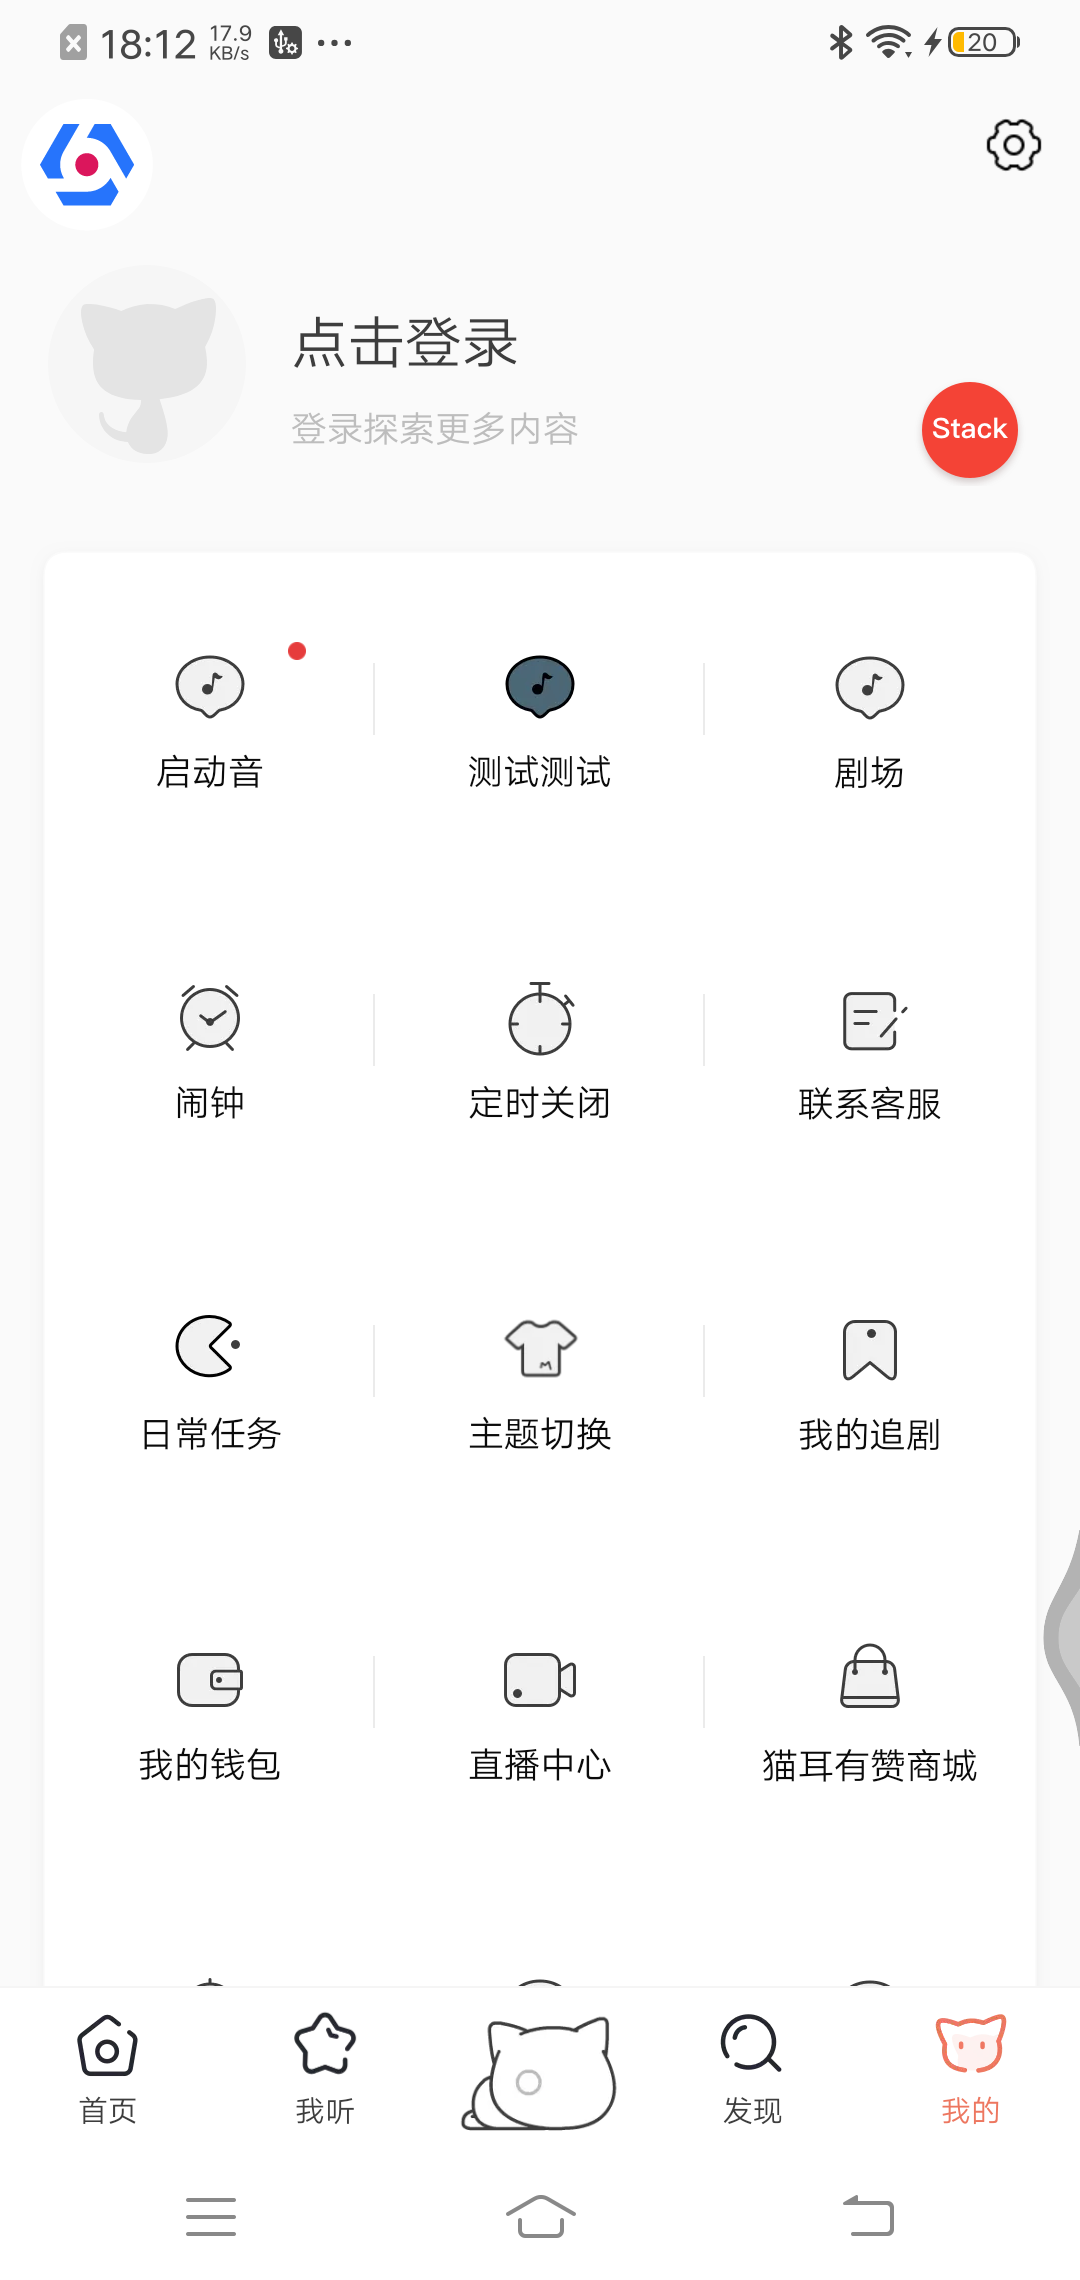 18:12 17.9 KB/s 20
点击登录
登录探索更多内容
Stack
启动音 测试测试 剧场
闹钟 定时关闭 联系客服
日常任务 主题切换 我的追剧
我的钱包 直播中心 猫耳有赞商城
首页 我听 发现 我的